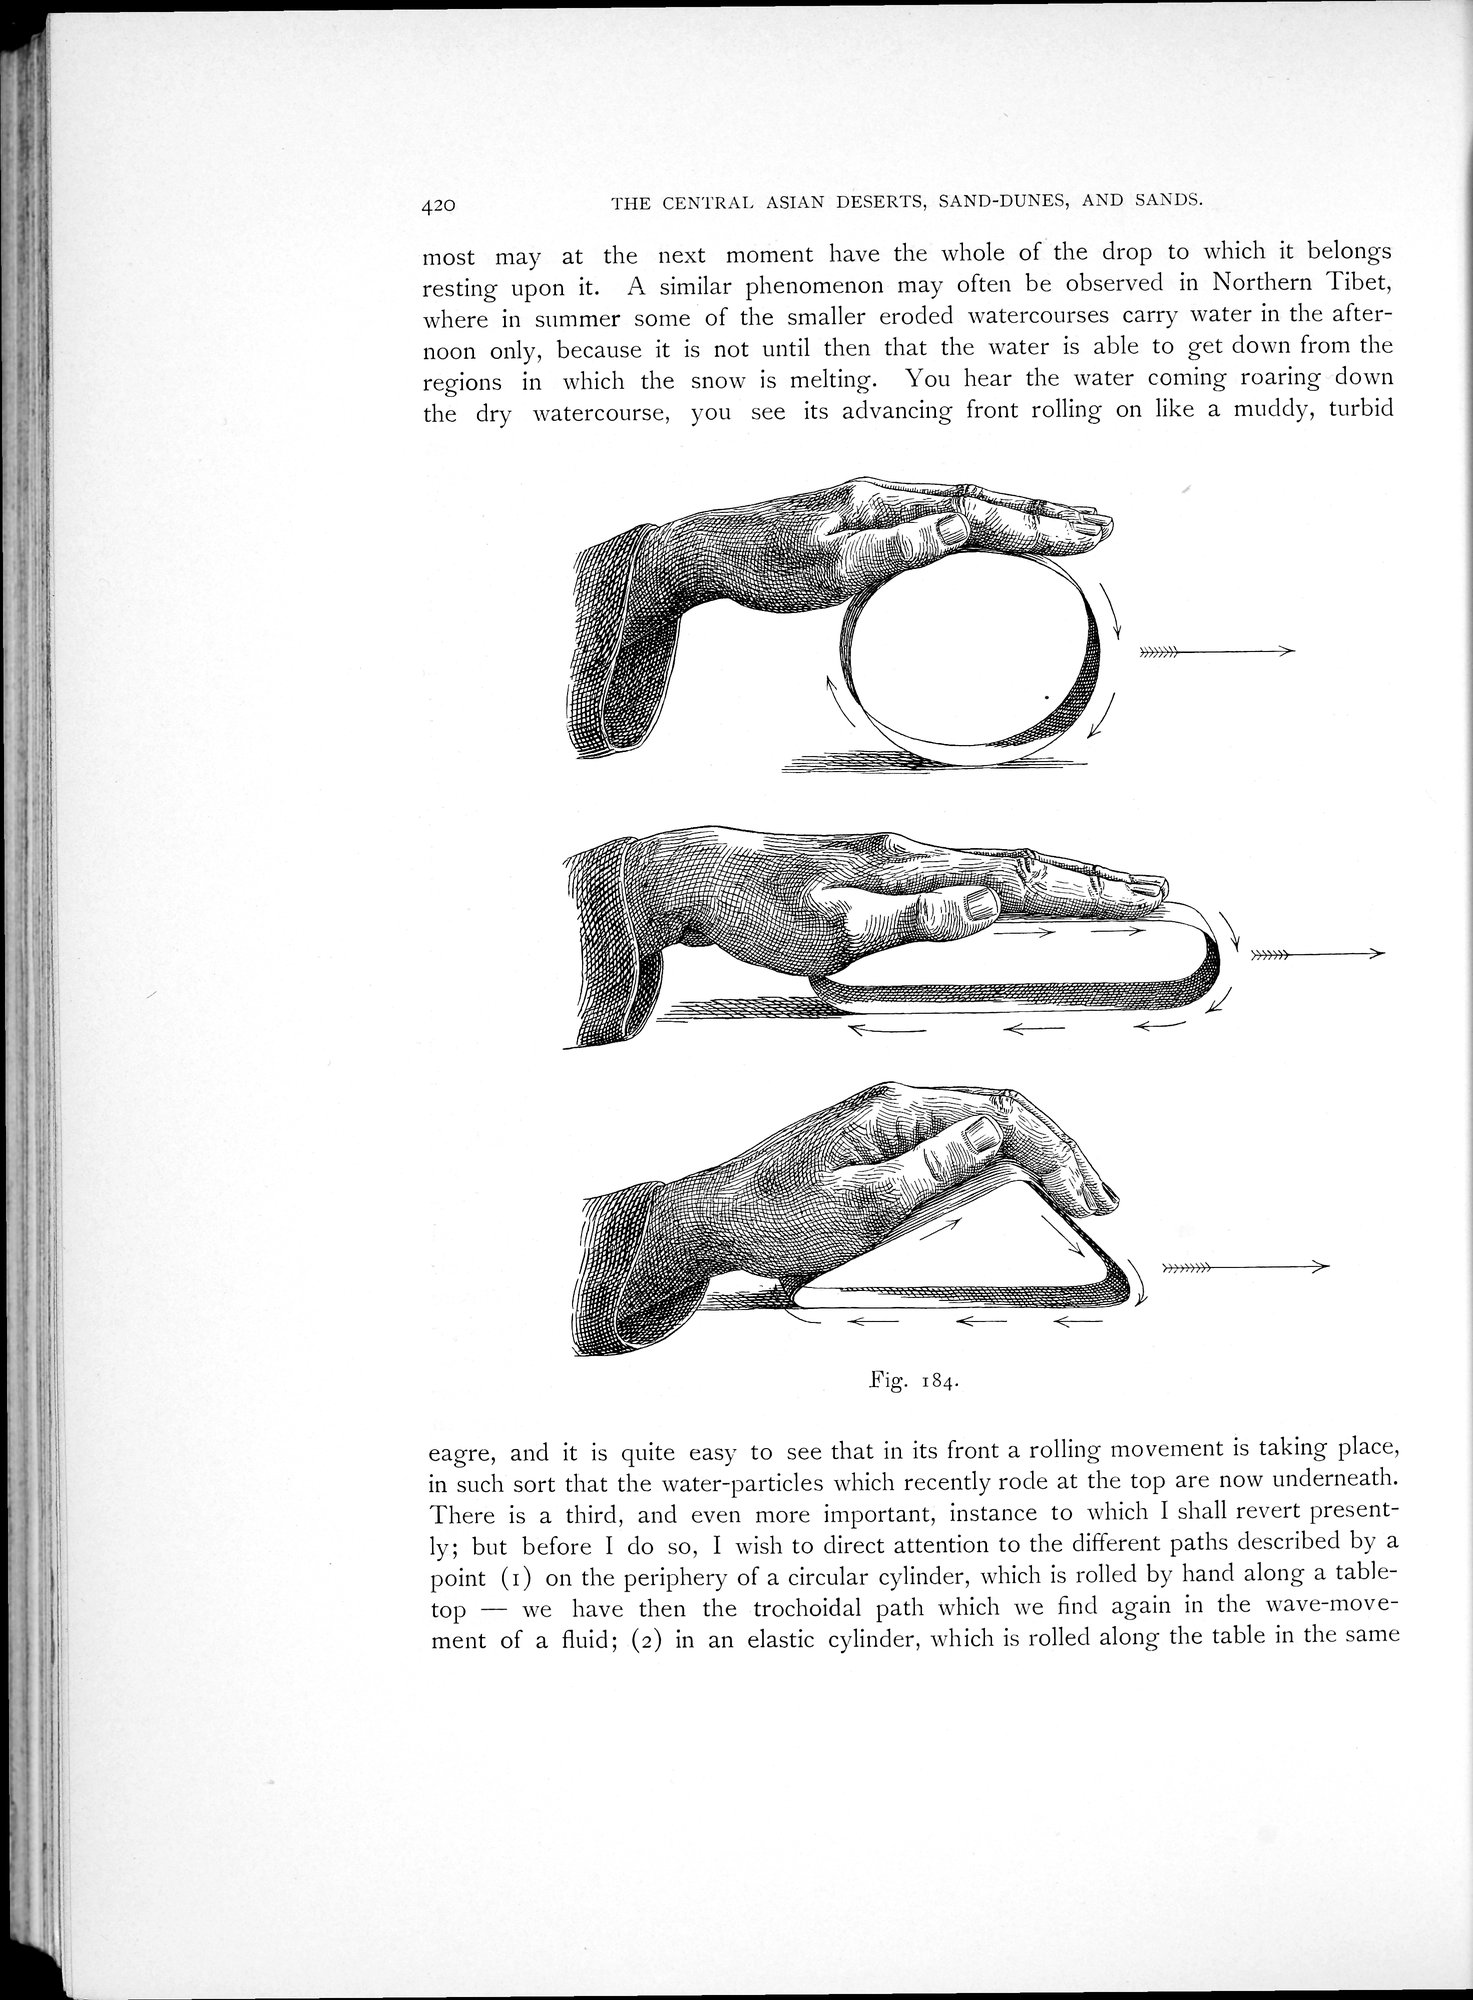 420
THE CENTRAL ASIAN DESERTS, SAND-DUNES, AND SANDS.
most may at the next moment have the whole of the drop to which it belongs
resting upon it. A similar phenomenon may often be observed in Northern Tibet,
where in summer some of the smaller eroded watercourses carry water in the after-
noon only, because it is not until then that the water is able to get down from the
regions in which the snow is melting. You hear the water coming roaring down
the dry watercourse, you see its advancing front rolling on like a muddy, turbid
Fig. 184.
eagre, and it is quite easy to see that in its front a rolling movement is taking place,
in such sort that the water-particles which recently rode at the top are now underneath.
There is a third, and even more important, instance to which I shall revert present-
ly; but before I do so, I wish to direct attention to the different paths described by a
point (1) on the periphery of a circular cylinder, which is rolled by hand along a table-
top — we have then the trochoidal path which we find again in the wave-move-
ment of a fluid; (2) in an elastic cylinder, which is rolled along the table in the same